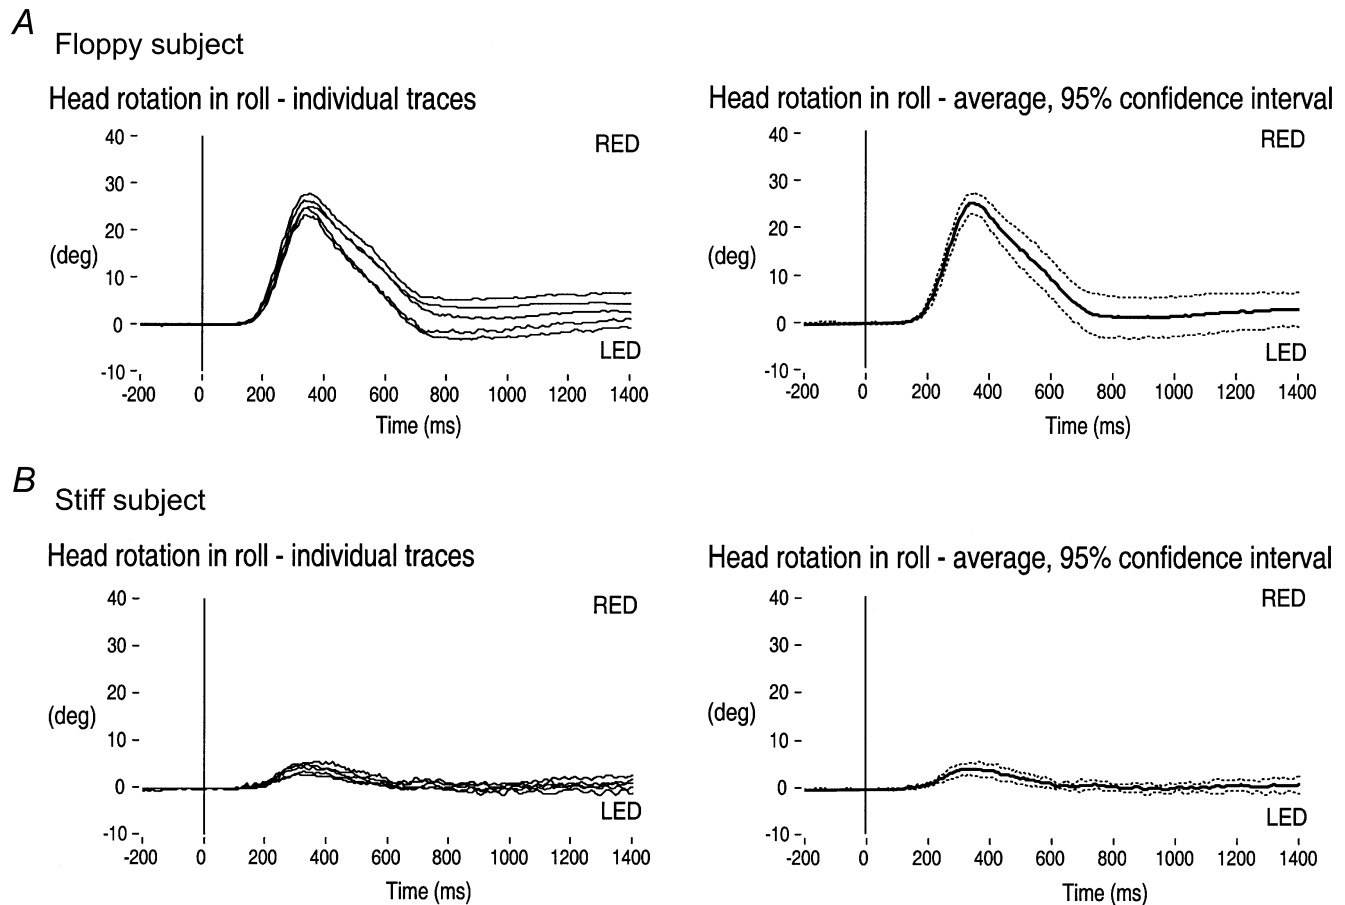 A
Floppy subject
Head rotation in roll - individual traces
40
30
20
10
0
-10
(deg)
RED
LED
-200 0 200 400 600 800 1000 1200 1400
Time (ms)
Head rotation in roll - average, 95% confidence interval
40
30
20
10
0
-10
(deg)
RED
LED
-200 0 200 400 600 800 1000 1200 1400
Time (ms)
B
Stiff subject
Head rotation in roll - individual traces
40
30
20
10
0
-10
(deg)
RED
LED
-200 0 200 400 600 800 1000 1200 1400
Time (ms)
Head rotation in roll - average, 95% confidence interval
40
30
20
10
0
-10
(deg)
RED
LED
-200 0 200 400 600 800 1000 1200 1400
Time (ms)